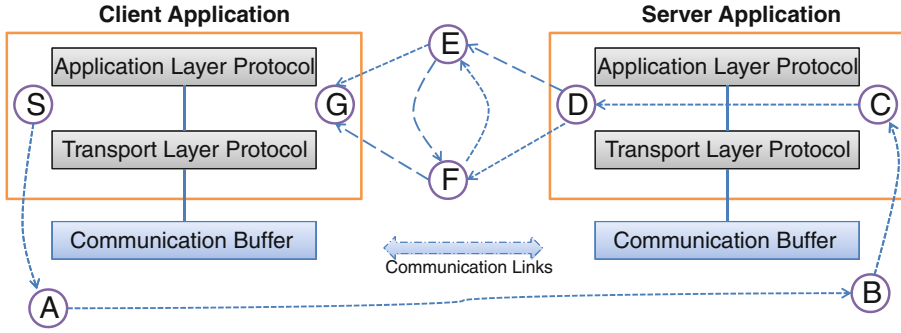 Client Application
Server Application
E
Application Layer Protocol
Application Layer Protocol
S
G
D
C
Transport Layer Protocol
Transport Layer Protocol
F
Communication Buffer
Communication Buffer
Communication Links
A
B